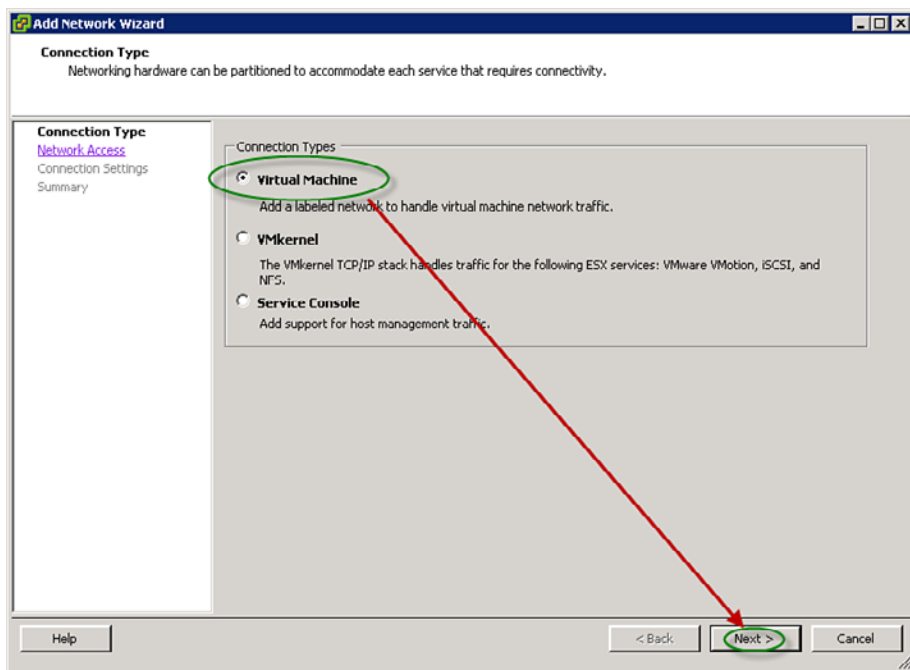 Add Network Wizard
Connection Type
Networking hardware can be partitioned to accommodate each service that requires connectivity.
Connection Type
Network Access
Connection Settings
Summary
Connection Types
Virtual Machine
Add a labeled network to handle virtual machine network traffic.
VMkernel
The VMkernel TCP/IP stack handles traffic for the following ESX services: VMware VMotion, iSCSI, and
NFS.
Service Console
Add support for host management traffic.
Help
< Back
Next >
Cancel